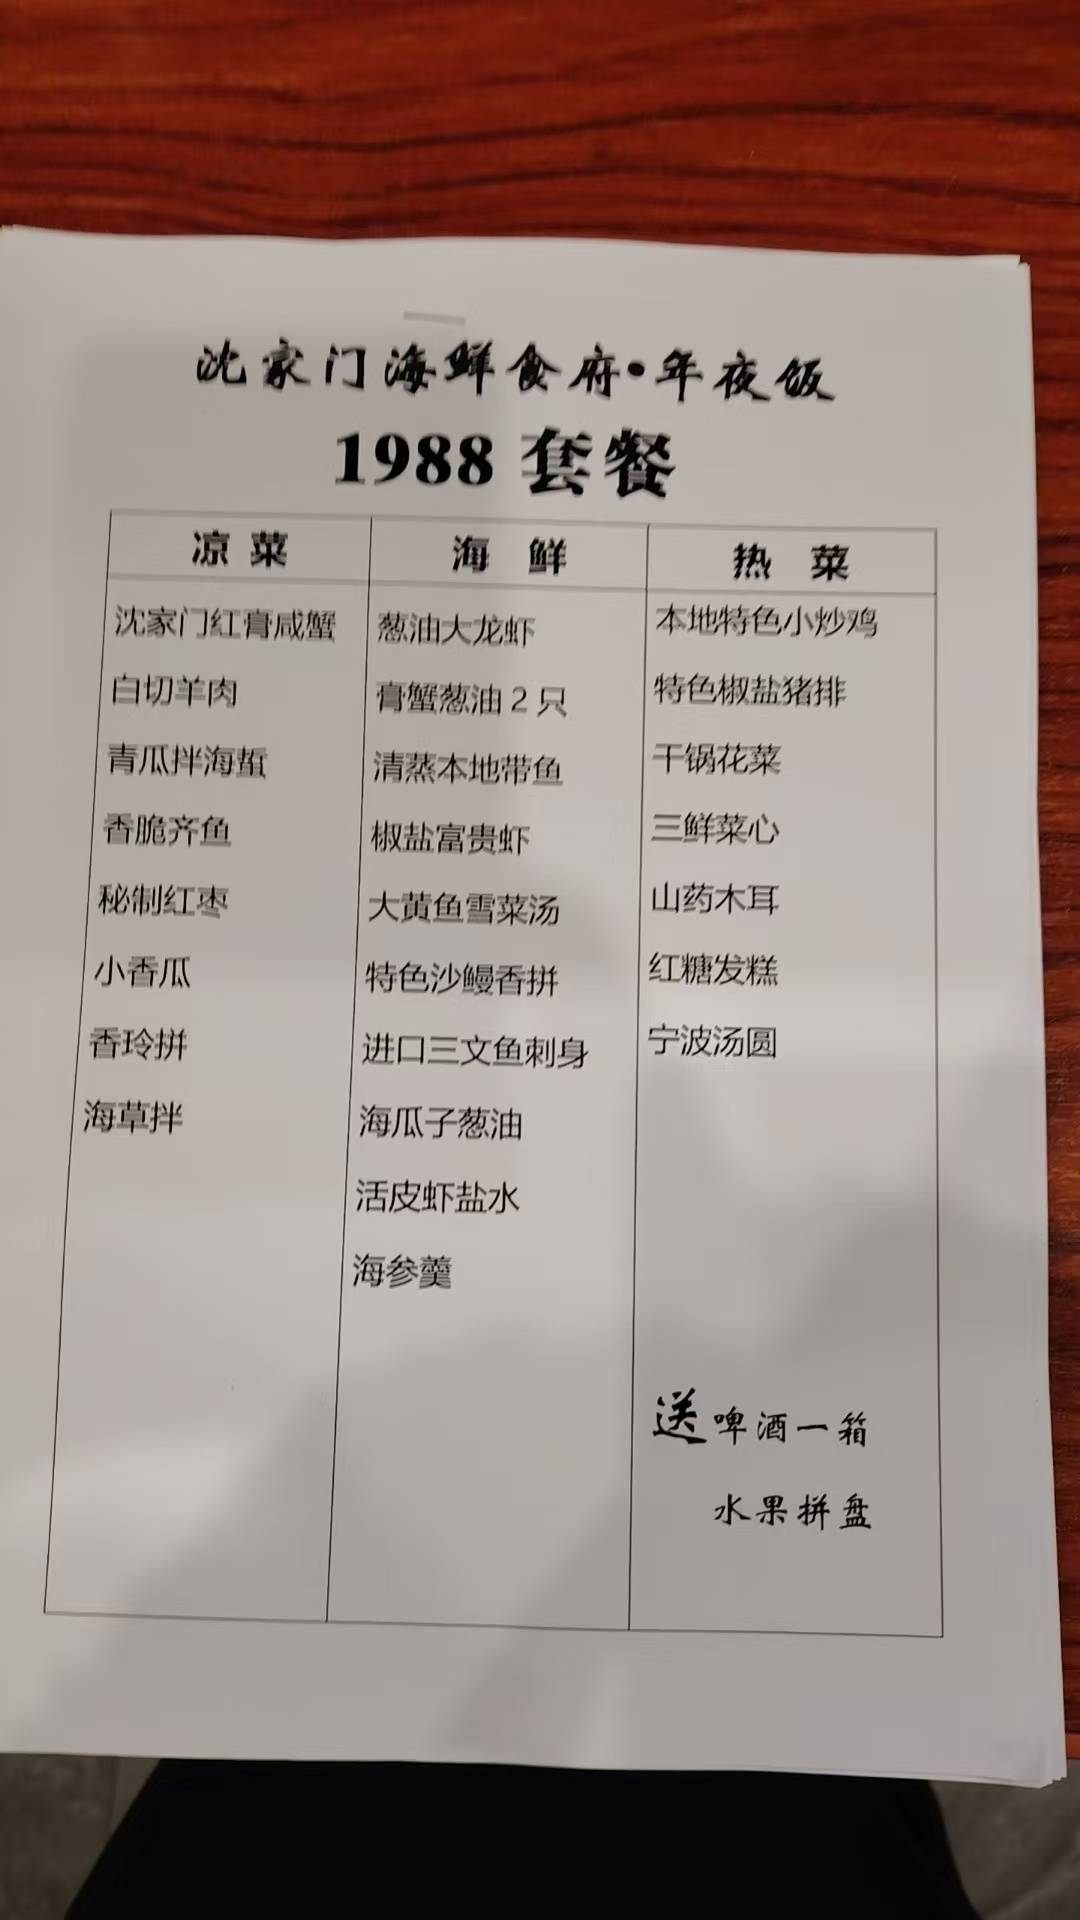 沈家门海鲜食府·年夜饭
1988 套餐
凉菜
沈家门红膏咸蟹
白切羊肉
青瓜拌海蜇
香脆齐鱼
秘制红枣
小香瓜
香玲拼
海草拌
海鲜
葱油大龙虾
膏蟹葱油2只
清蒸本地带鱼
椒盐富贵虾
大黄鱼雪菜汤
特色沙鳗香拼
进口三文鱼刺身
海瓜子葱油
活皮虾盐水
海参羹
热菜
本地特色小炒鸡
特色椒盐猪排
干锅花菜
三鲜菜心
山药木耳
红糖发糕
宁波汤圆
送啤酒一箱
水果拼盘